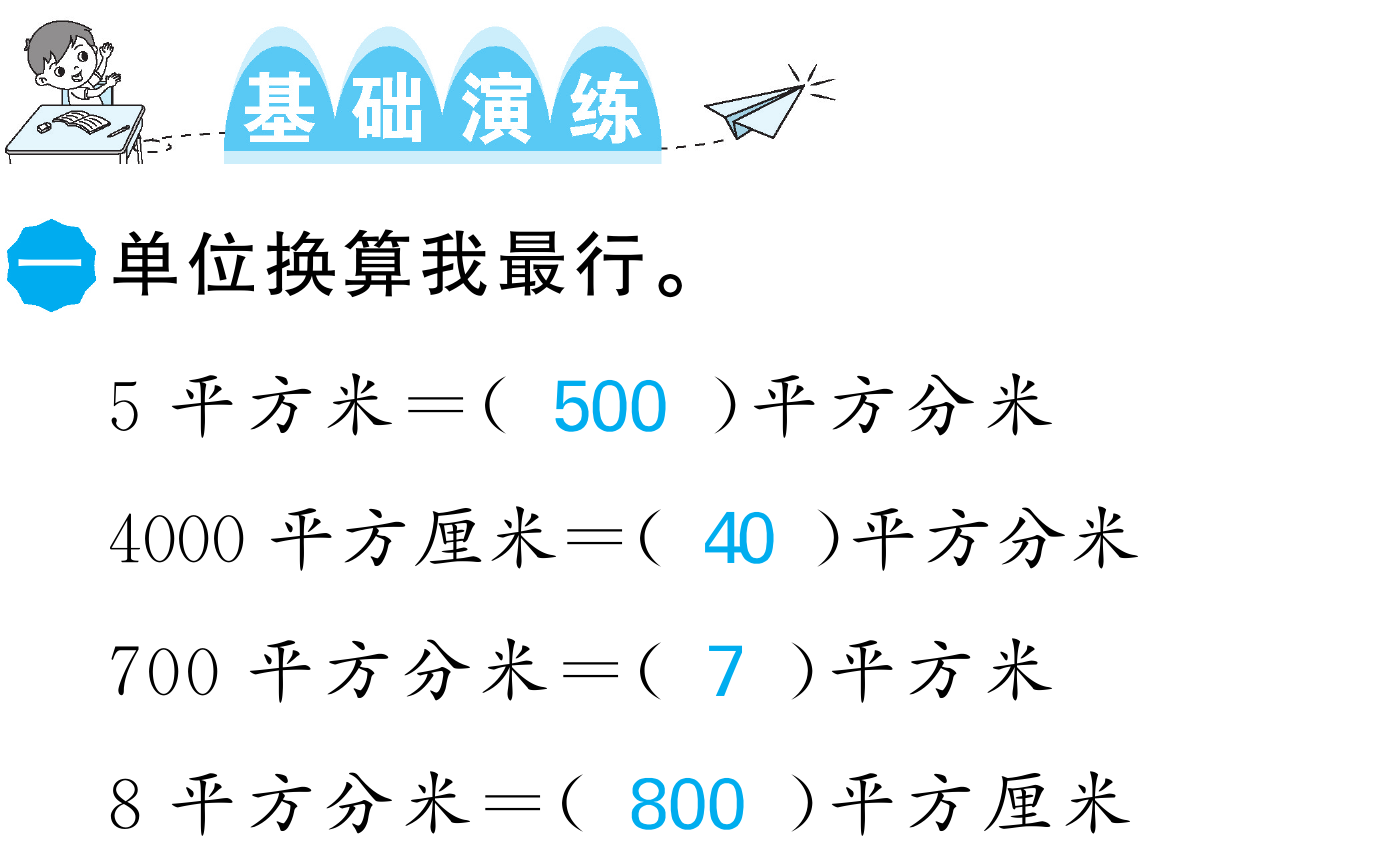 基础演练
一 单位换算我最行。
5 平方米=( 500 )平方分米
4000 平方厘米=( 40 )平方分米
700 平方分米=( 7 )平方米
8 平方分米=( 800 )平方厘米